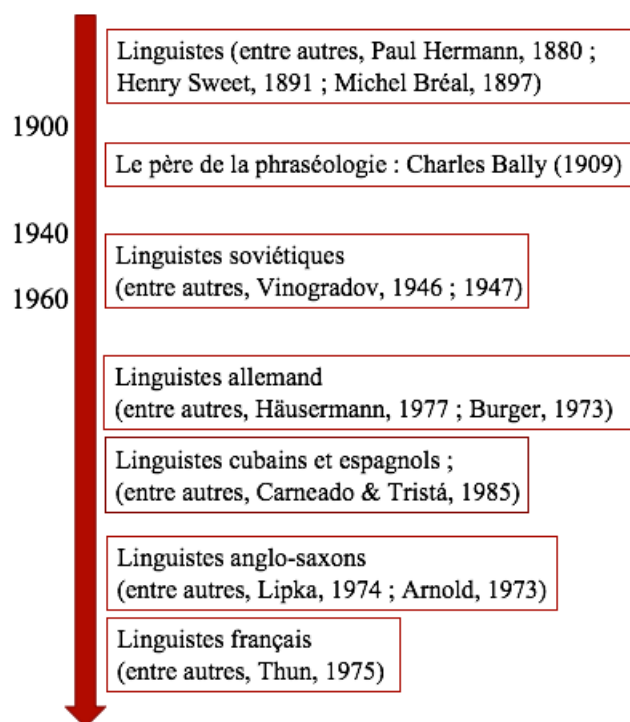 Linguistes (entre autres, Paul Hermann, 1880 ;
Henry Sweet, 1891 ; Michel Bréal, 1897)
1900
Le père de la phraséologie : Charles Bally (1909)
1940
Linguistes soviétiques
(entre autres, Vinogradov, 1946 ; 1947)
1960
Linguistes allemand
(entre autres, Häusermann, 1977 ; Burger, 1973)
Linguistes cubains et espagnols ;
(entre autres, Carneado & Tristá, 1985)
Linguistes anglo-saxons
(entre autres, Lipka, 1974 ; Arnold, 1973)
Linguistes français
(entre autres, Thun, 1975)